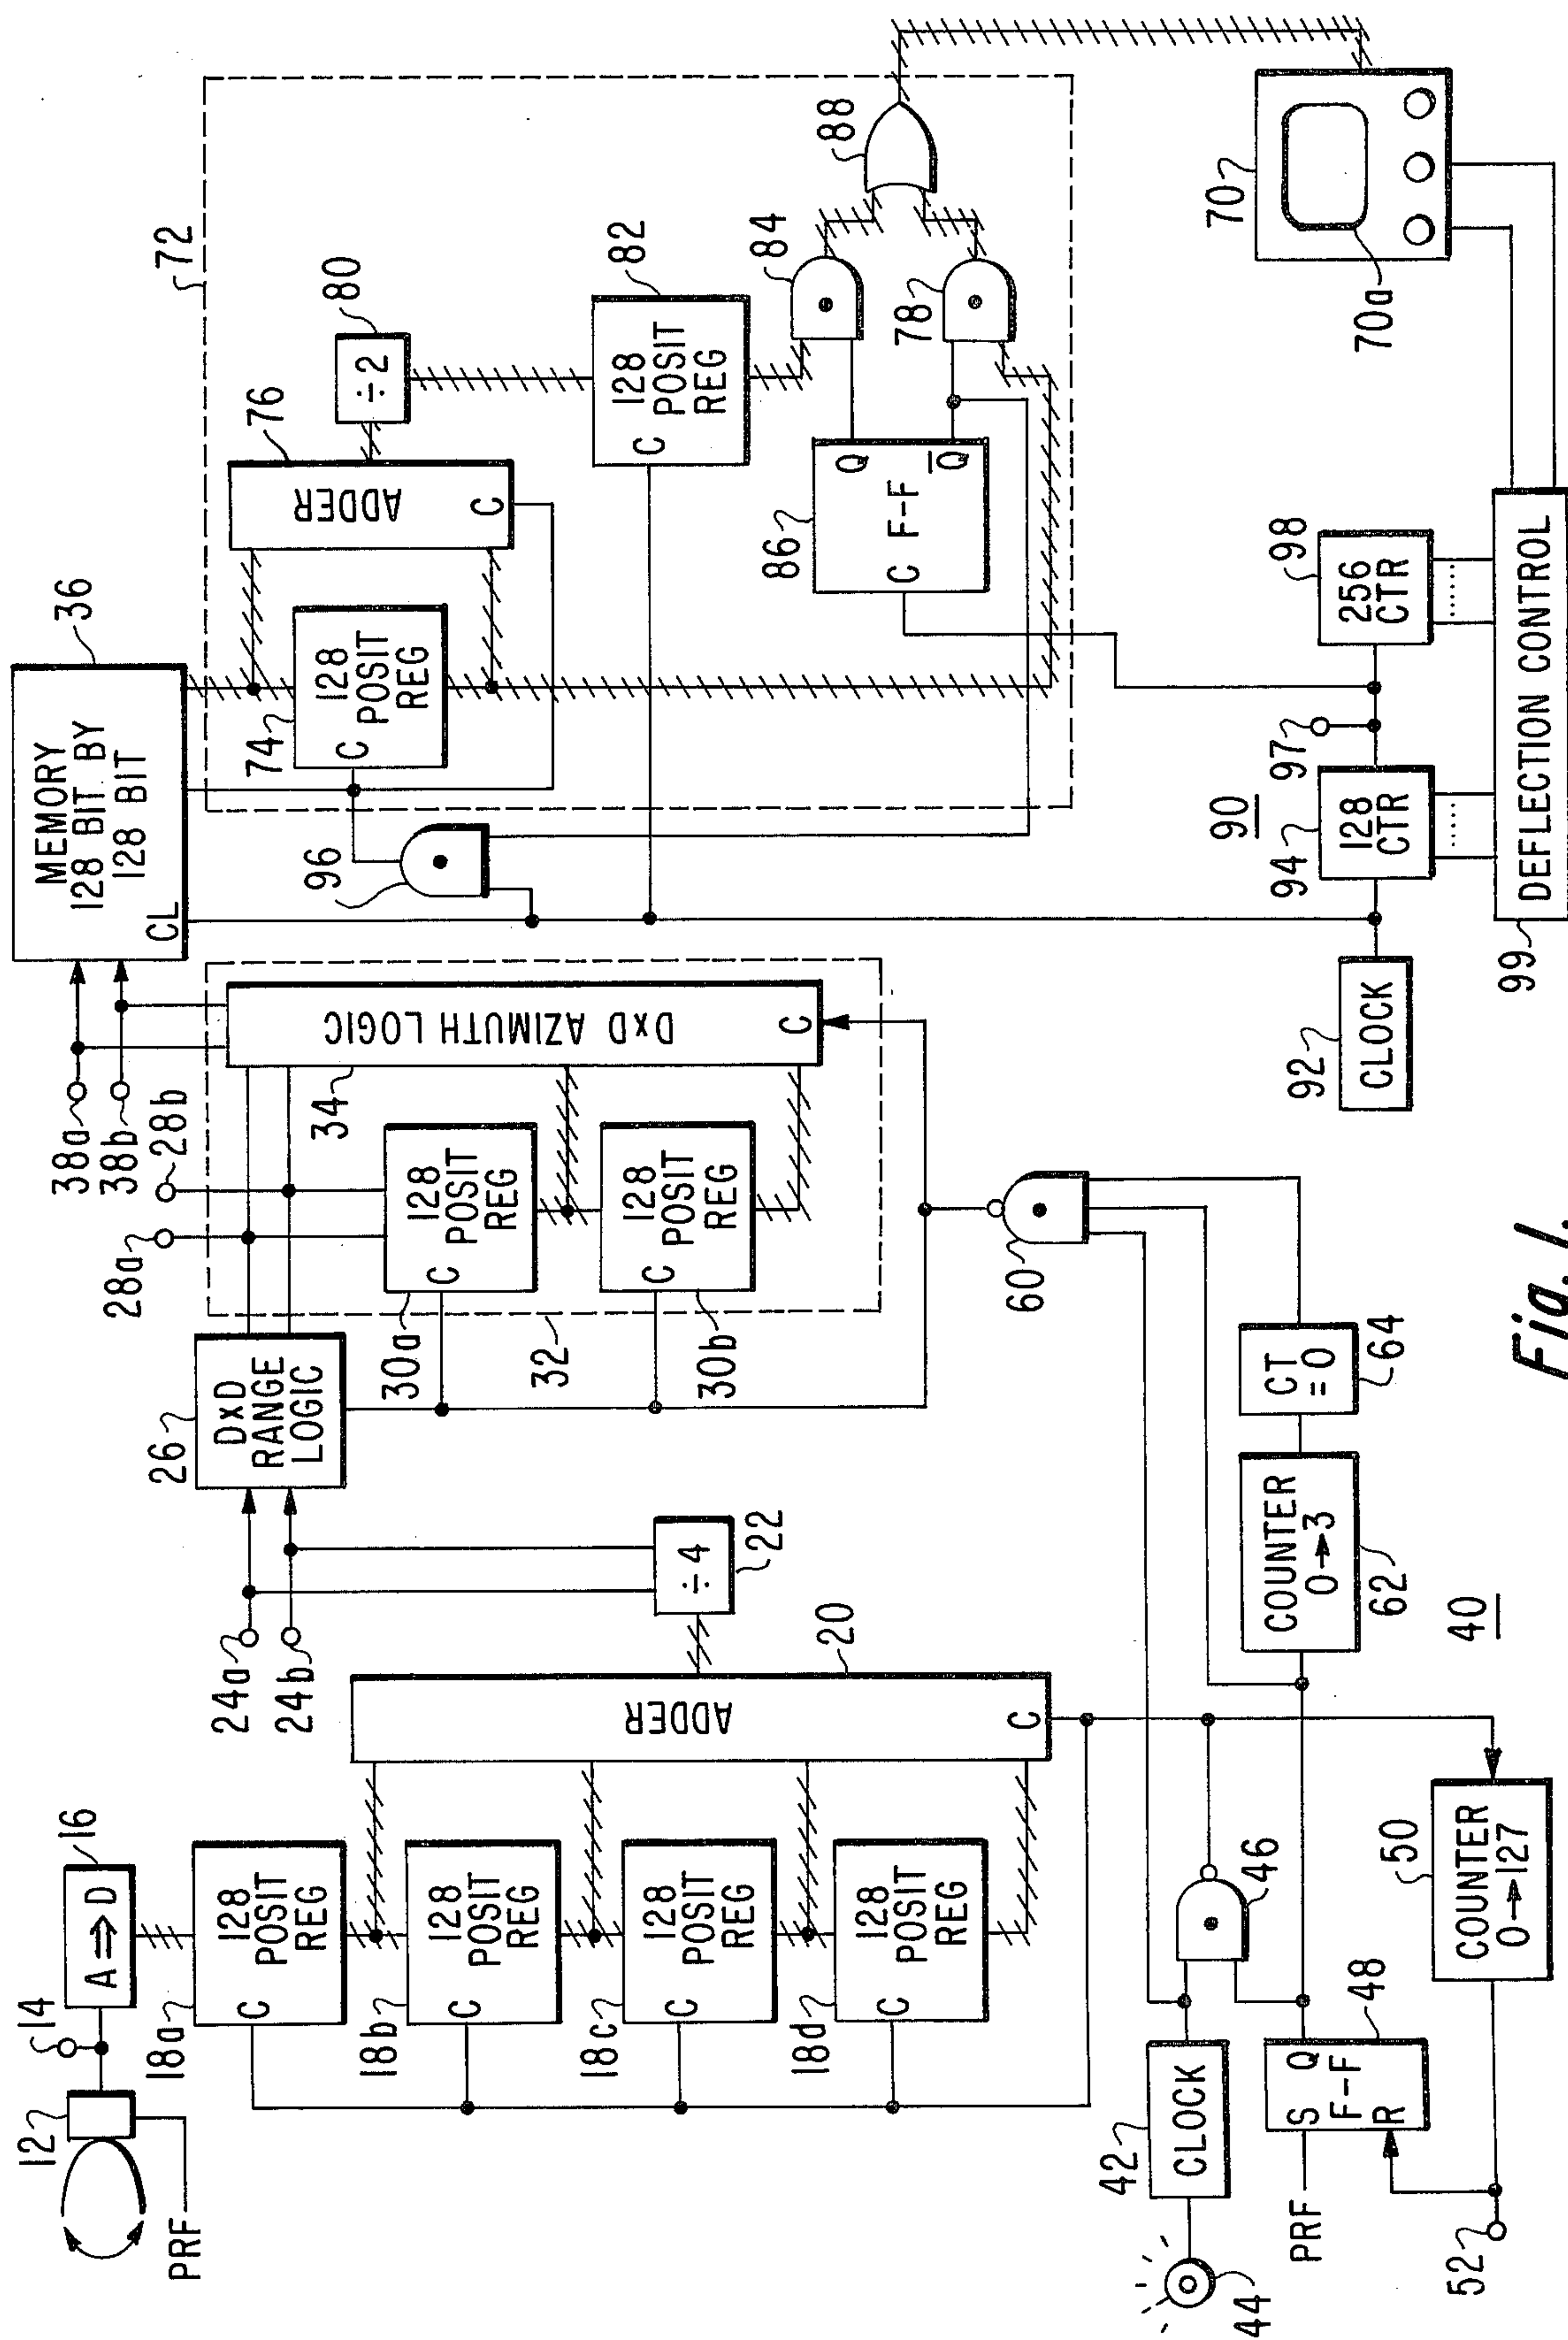 12
14
16
A⇒D
PRF
18a
128
POSIT
REG
C
18b
128
POSIT
REG
C
18c
128
POSIT
REG
C
18d
128
POSIT
REG
C
20
ADDER
C
÷4
22
24a
24b
26
D×D
RANGE
LOGIC
28a
28b
30a
128
POSIT
REG
C
30b
128
POSIT
REG
C
32
34
D×D AZIMUTH LOGIC
C
38a
38b
36
MEMORY
128 BIT BY
128 BIT
CL
40
42
CLOCK
44
46
PRF
S Q
F-F
R
48
50
COUNTER
0→127
52
60
COUNTER
0→3
62
CT
=0
64
72
74
128
POSIT
REG
C
76
ADDER
C
80
÷2
82
128
POSIT
REG
C
84
78
86
Q
C F-F
Q̅
88
96
90
92
CLOCK
94
128
CTR
97
98
256
CTR
99
DEFLECTION CONTROL
70
70a
Fig. 1.